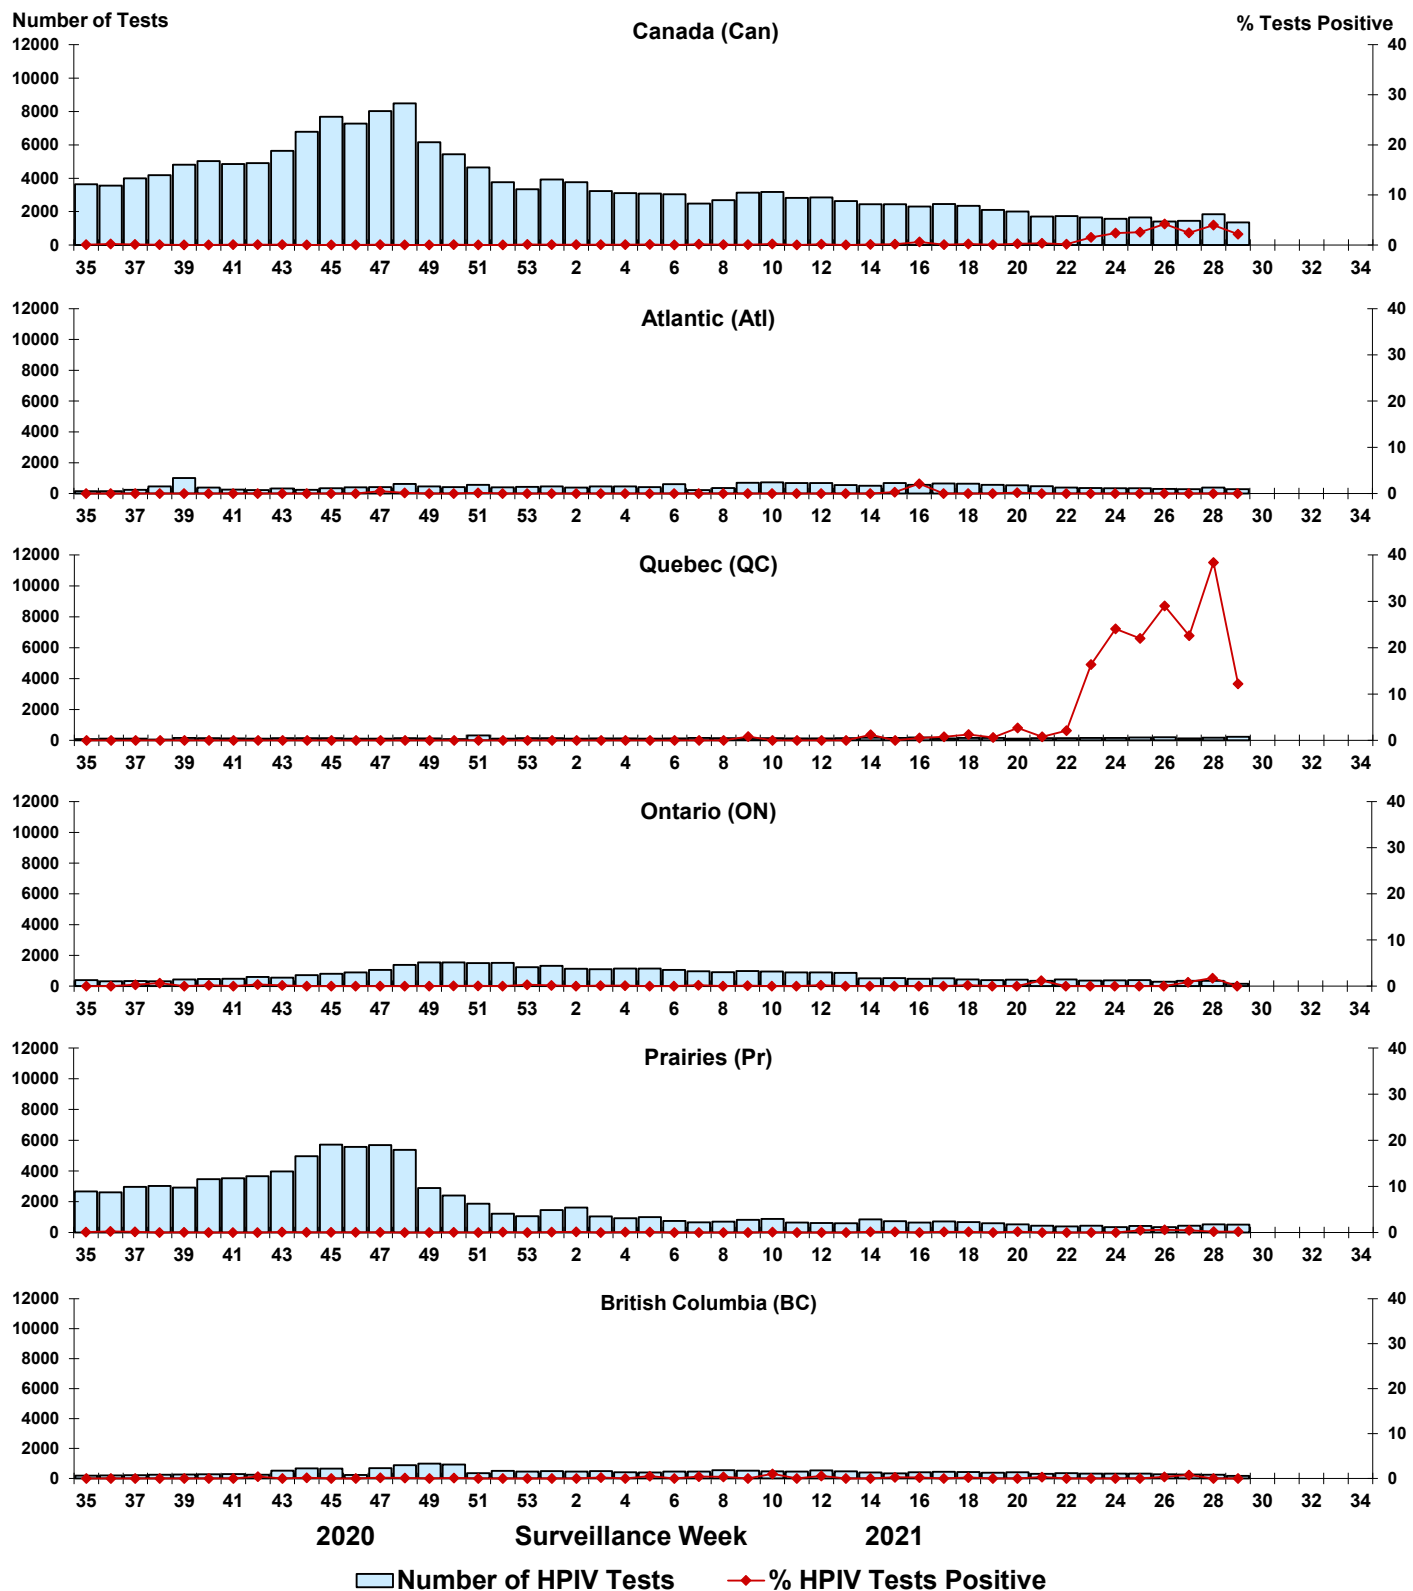 Number of Tests
% Tests Positive
Canada (Can)
12000 40
10000
8000 30
6000 20
4000
2000 10
0 0
35 37 39 41 43 45 47 49 51 53 2 4 6 8 10 12 14 16 18 20 22 24 26 28 30 32 34
Atlantic (Atl)
12000 40
10000
8000 30
6000 20
4000
2000 10
0 0
35 37 39 41 43 45 47 49 51 53 2 4 6 8 10 12 14 16 18 20 22 24 26 28 30 32 34
Quebec (QC)
12000 40
10000
8000 30
6000 20
4000
2000 10
0 0
35 37 39 41 43 45 47 49 51 53 2 4 6 8 10 12 14 16 18 20 22 24 26 28 30 32 34
Ontario (ON)
12000 40
10000
8000 30
6000 20
4000
2000 10
0 0
35 37 39 41 43 45 47 49 51 53 2 4 6 8 10 12 14 16 18 20 22 24 26 28 30 32 34
Prairies (Pr)
12000 40
10000
8000 30
6000 20
4000
2000 10
0 0
35 37 39 41 43 45 47 49 51 53 2 4 6 8 10 12 14 16 18 20 22 24 26 28 30 32 34
British Columbia (BC)
12000 40
10000
8000 30
6000 20
4000
2000 10
0 0
35 37 39 41 43 45 47 49 51 53 2 4 6 8 10 12 14 16 18 20 22 24 26 28 30 32 34
2020 Surveillance Week 2021
Number of HPIV Tests % HPIV Tests Positive